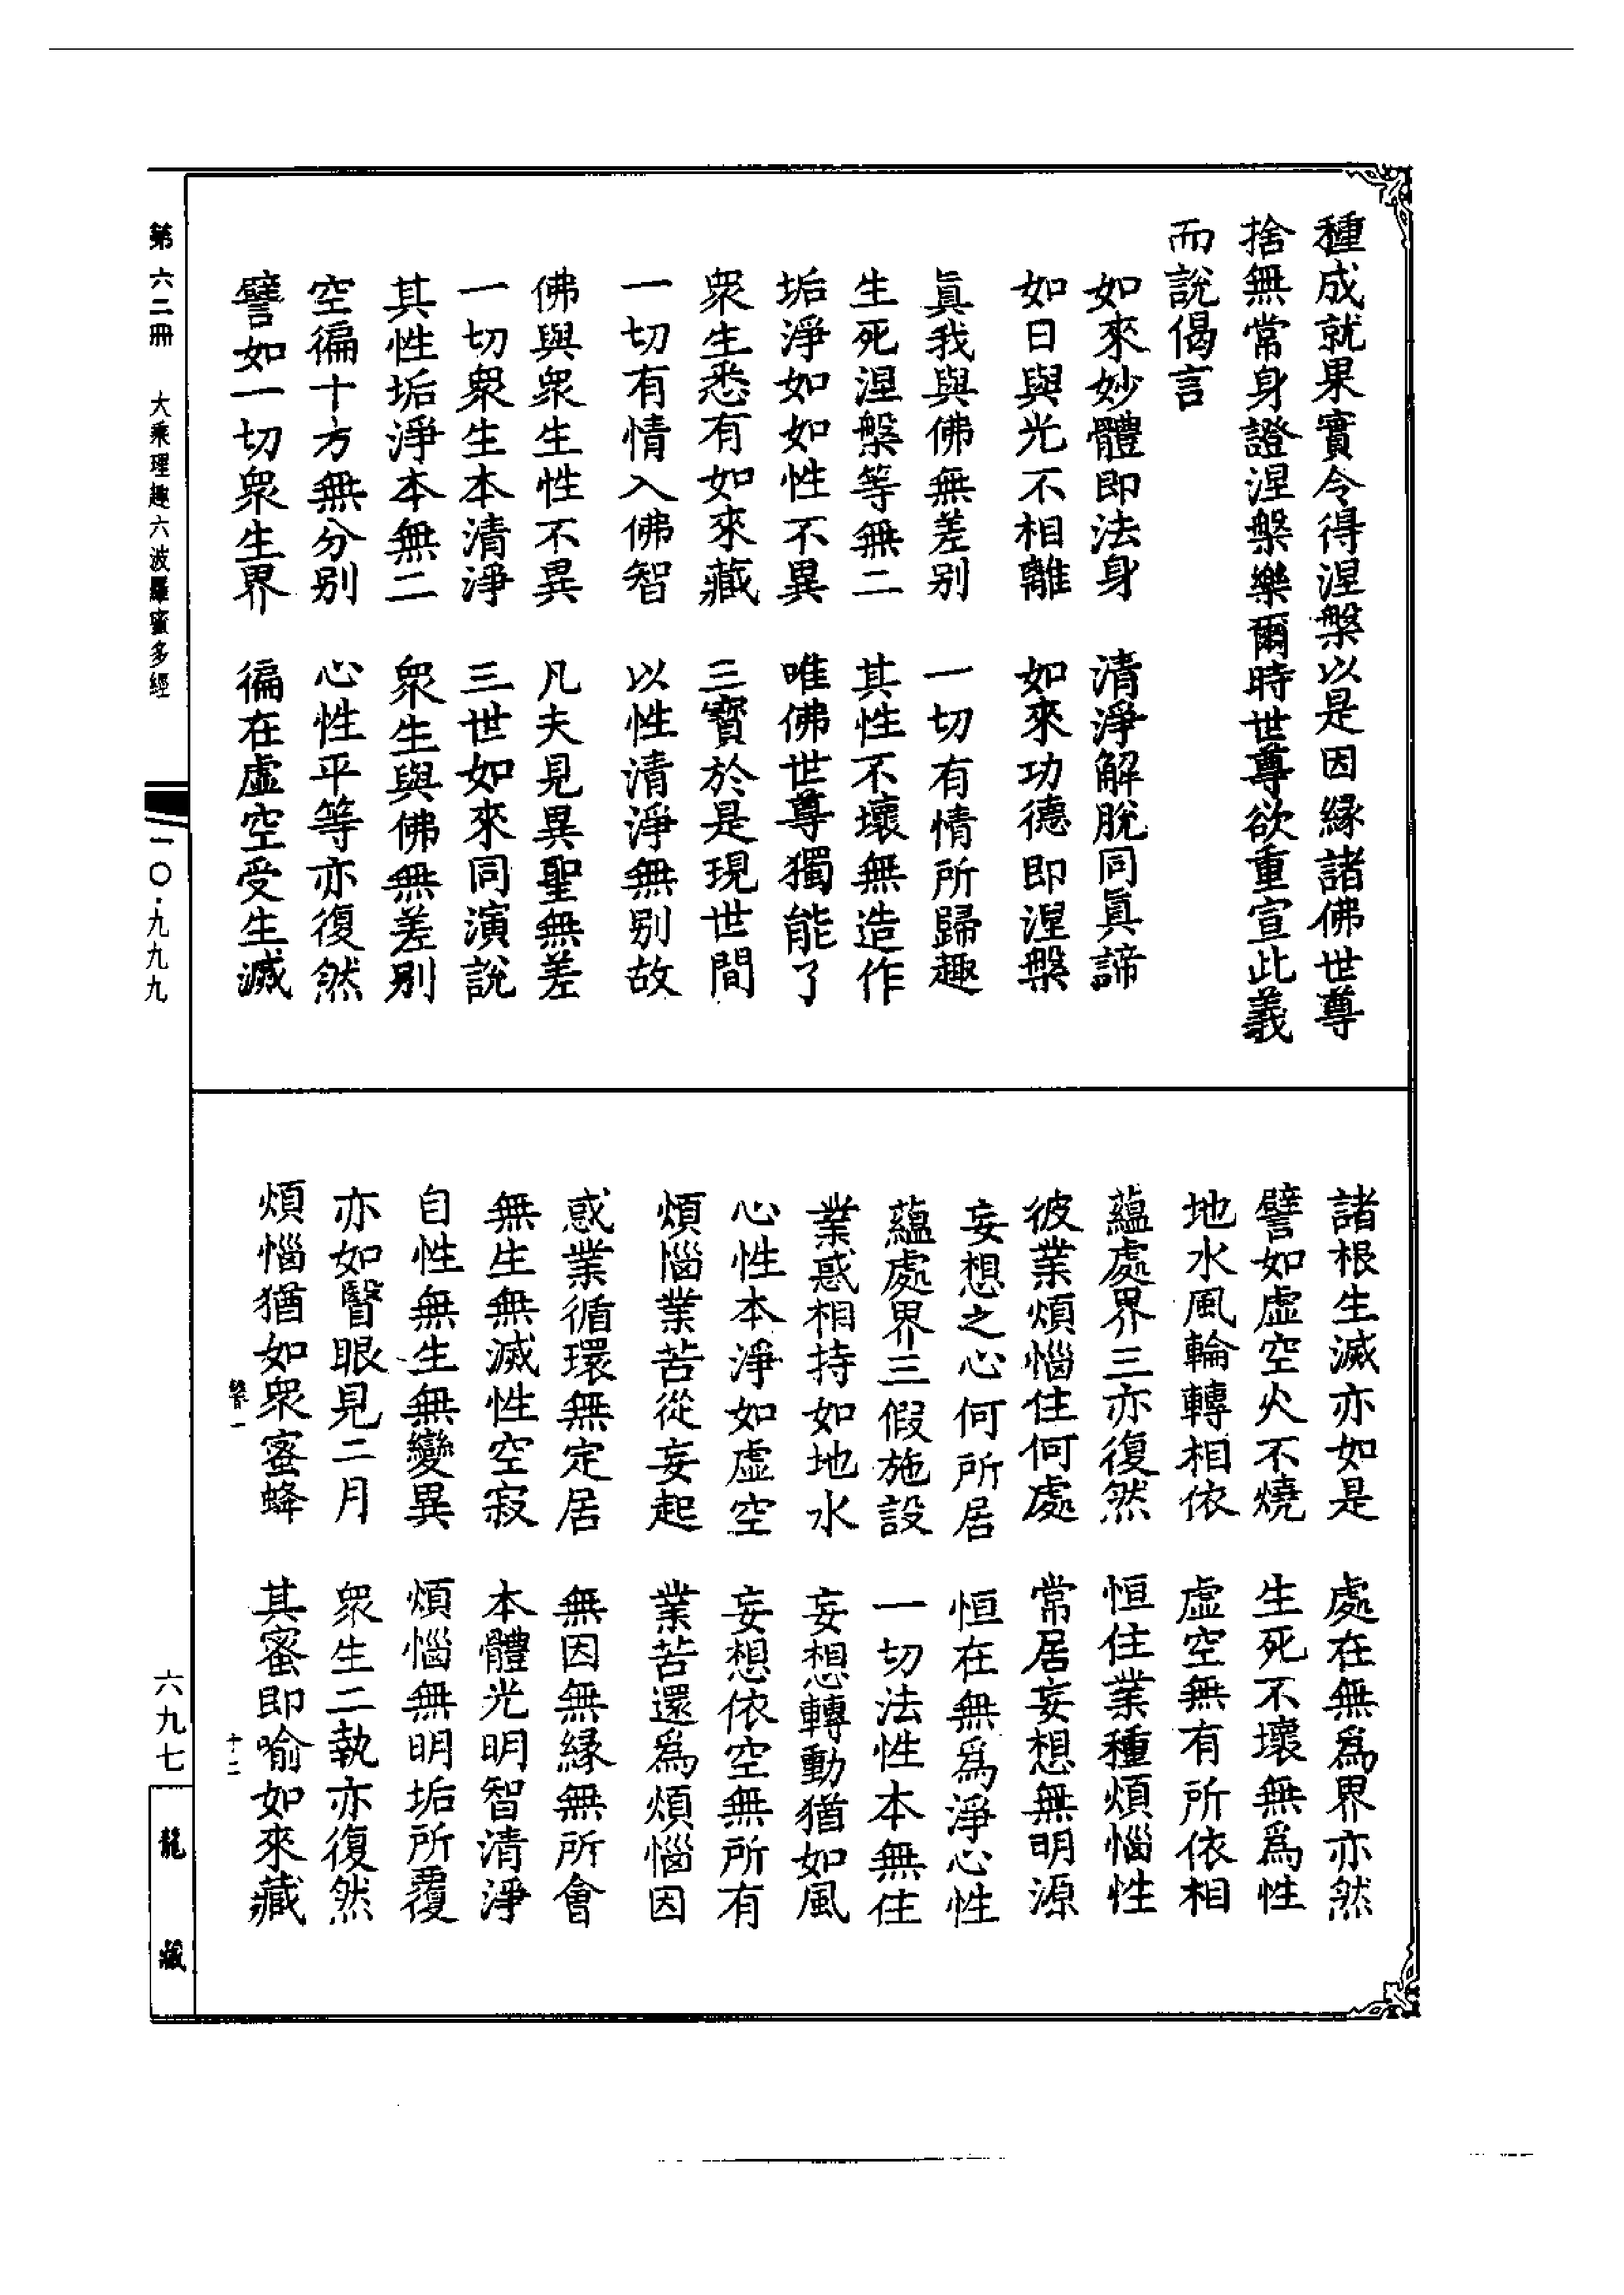 種成就果實令得涅槃以是因緣諸佛世尊
捨無常身證涅槃樂爾時世尊欲重宣此義
而說偈言
如來妙體即法身　清淨解脫同眞諦
如日與光不相離　如來功德即涅槃
眞我與佛無差别　一切有情所歸趣
生死涅槃等無二　其性不壞無造作
垢淨如如性不異　唯佛世尊獨能了
衆生悉有如來藏　三寶於是現世間
一切有情入佛智　以性清淨無别故
佛與衆生性不異　凡夫見異聖無差
一切衆生本清淨　三世如來同演說
其性垢淨本無二　衆生與佛無差别
空徧十方無分别　心性平等亦復然
譬如一切衆生界　徧在虛空受生滅
諸根生滅亦如是　處在無爲界亦然
譬如虛空火不燒　生死不壞無爲性
地水風輪轉相依　虛空無有所依相
蘊處界三亦復然　恒住業種煩惱性
彼業煩惱住何處　常居妄想無明源
妄想之心何所居　恒在無爲淨心性
蘊處界三假施設　一切法性本無住
業惑相持如地水　妄想轉動猶如風
心性本淨如虛空　妄想依空無所有
煩惱業苦從妄起　業苦還爲煩惱因
惑業循環無定居　無因無緣無所會
無生無滅性空寂　本體光明智清淨
自性無生無變異　煩惱無明垢所覆
亦如瞖眼見二月　衆生二執亦復然
煩惱猶如衆蜜蜂　其蜜即喻如來藏
磐一　十二
第六二冊　大乘理趣六波羅蜜多經　一〇・九九九　六九七　龍藏